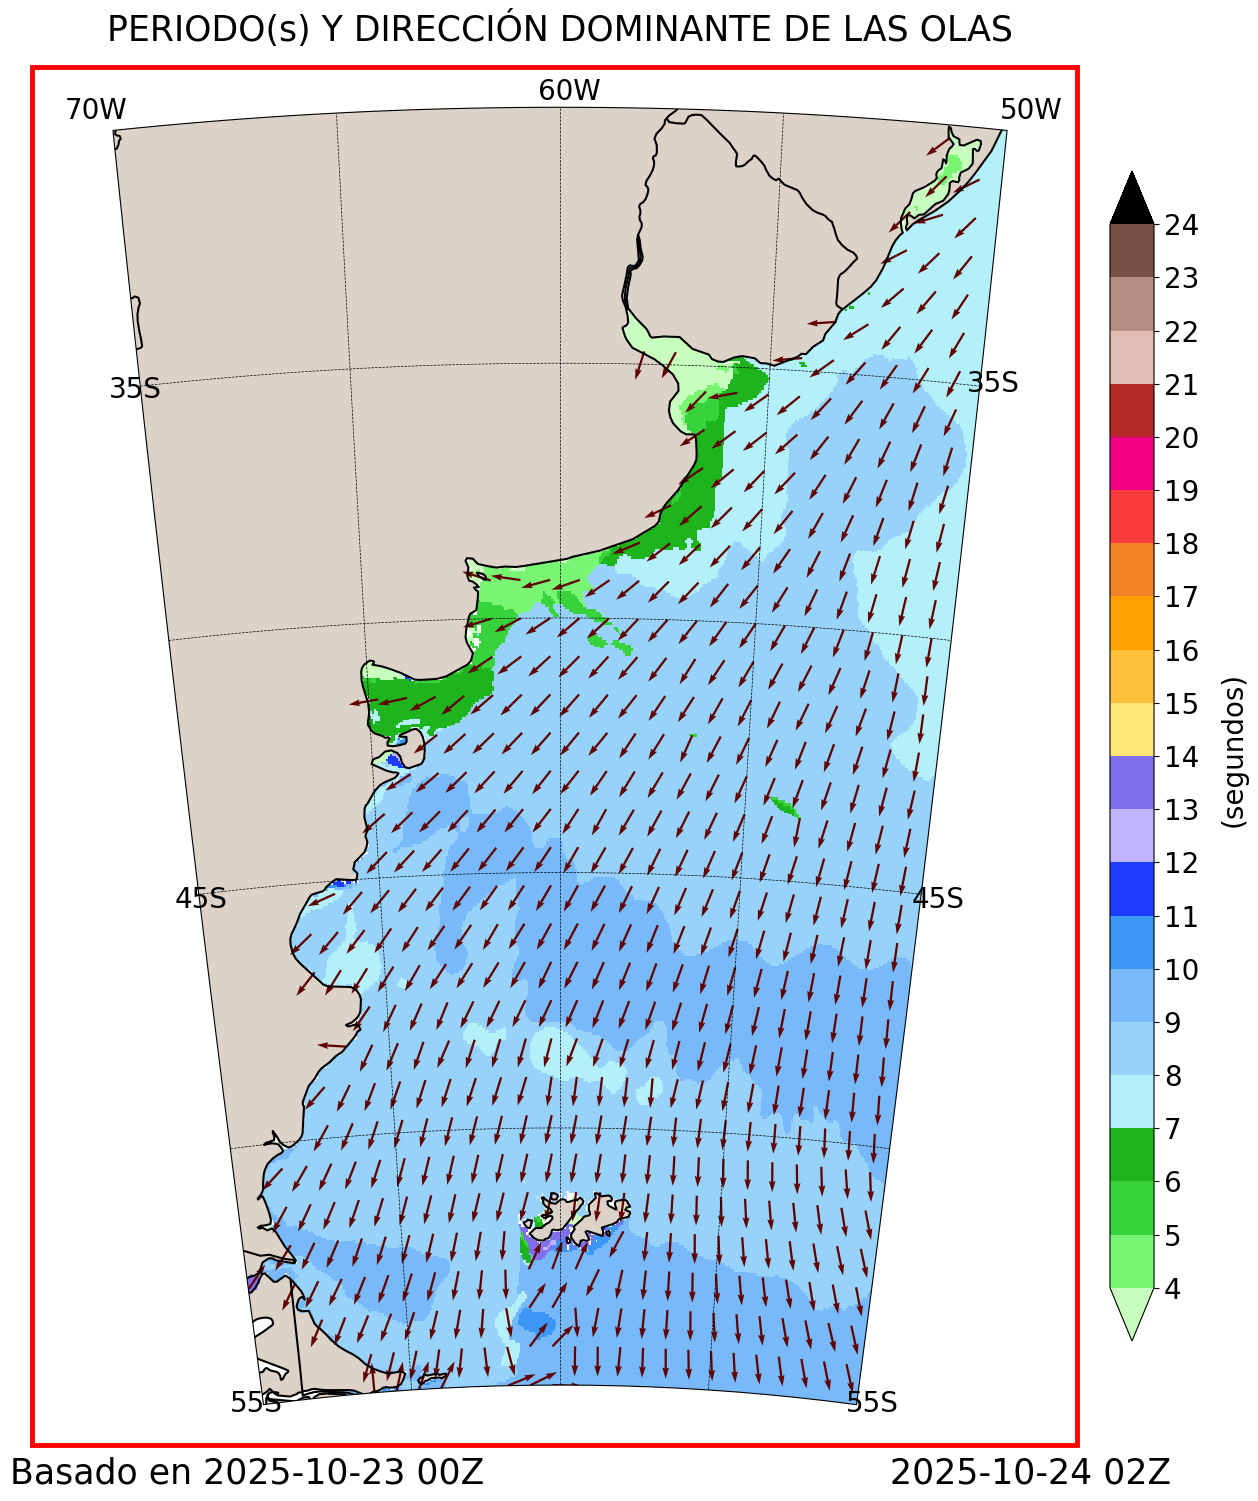 PERIODO(s) Y DIRECCIÓN DOMINANTE DE LAS OLAS
70W
60W
50W
35S
35S
45S
45S
55S
55S
24
23
22
21
20
19
18
17
16
15
14
13
12
11
10
9
8
7
6
5
4
(segundos)
Basado en 2025-10-23 00Z
2025-10-24 02Z